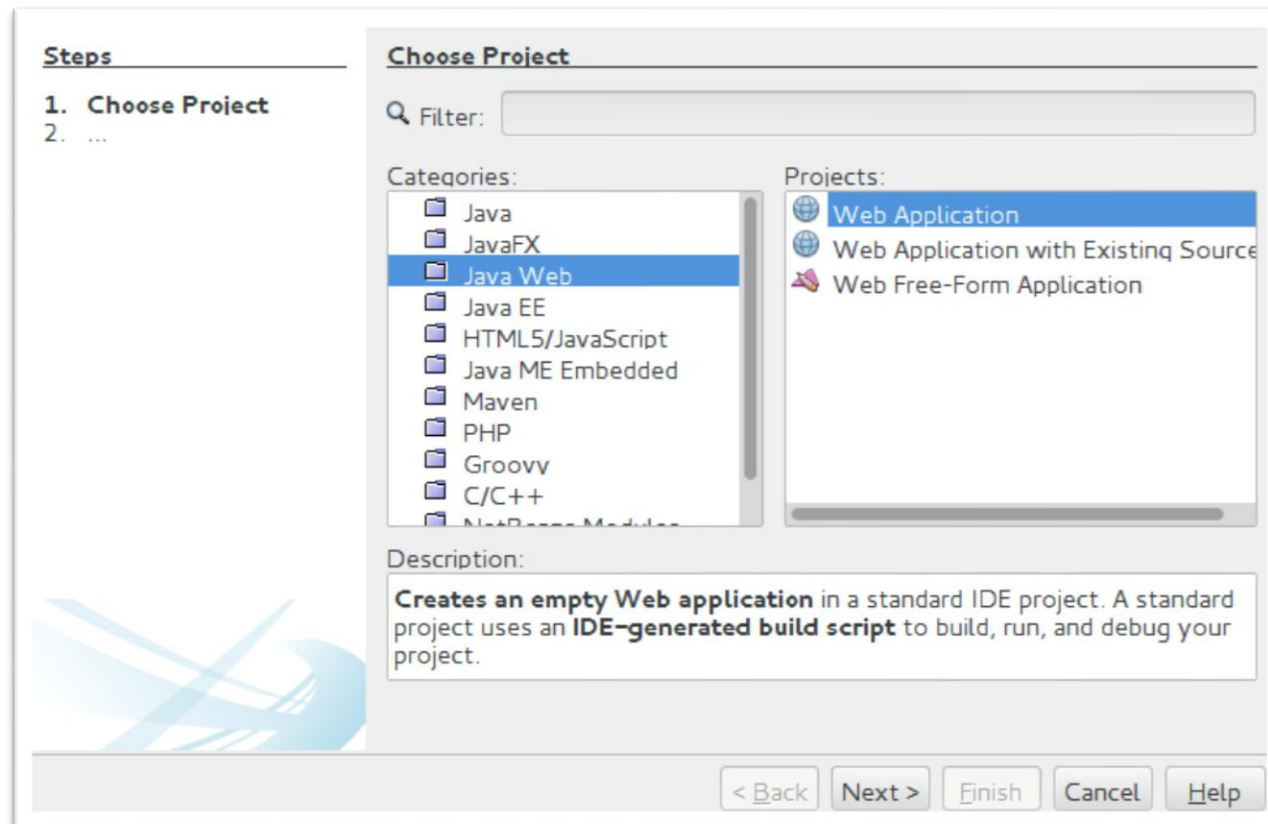 Steps
1. Choose Project
2. ...
Choose Project
Filter:
Categories:
Java
JavaFX
Java Web
Java EE
HTML5/JavaScript
Java ME Embedded
Maven
PHP
Groovy
C/C++
NetBeans Modules
Projects:
Web Application
Web Application with Existing Source
Web Free-Form Application
Description:
Creates an empty Web application in a standard IDE project. A standard
project uses an IDE-generated build script to build, run, and debug your
project.
< Back Next > Finish Cancel Help